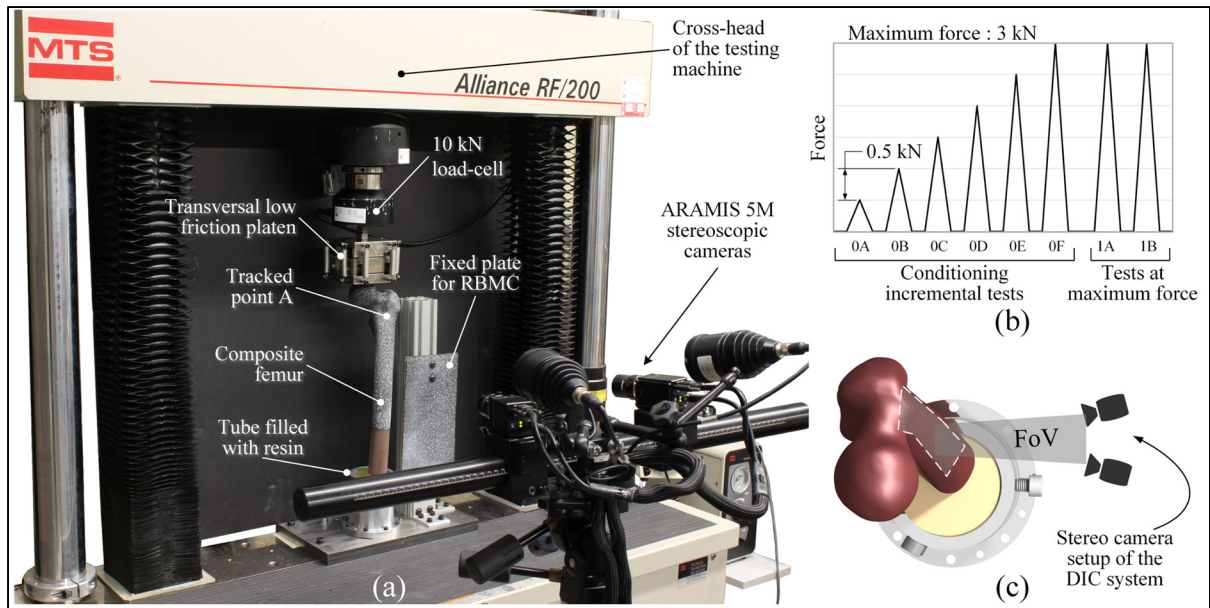 MTS
®
Alliance RF/200
Cross-head
of the testing
machine
10 kN
load-cell
Transversal low
friction platen
Tracked
point A
Fixed plate
for RBMC
ARAMIS 5M
stereoscopic
cameras
Composite
femur
Tube filled
with resin
(a)
Maximum force : 3 kN
Force
0.5 kN
0A 0B 0C 0D 0E 0F 1A 1B
Conditioning
incremental tests
Tests at
maximum force
(b)
FoV
Stereo camera
setup of the
DIC system
(c)